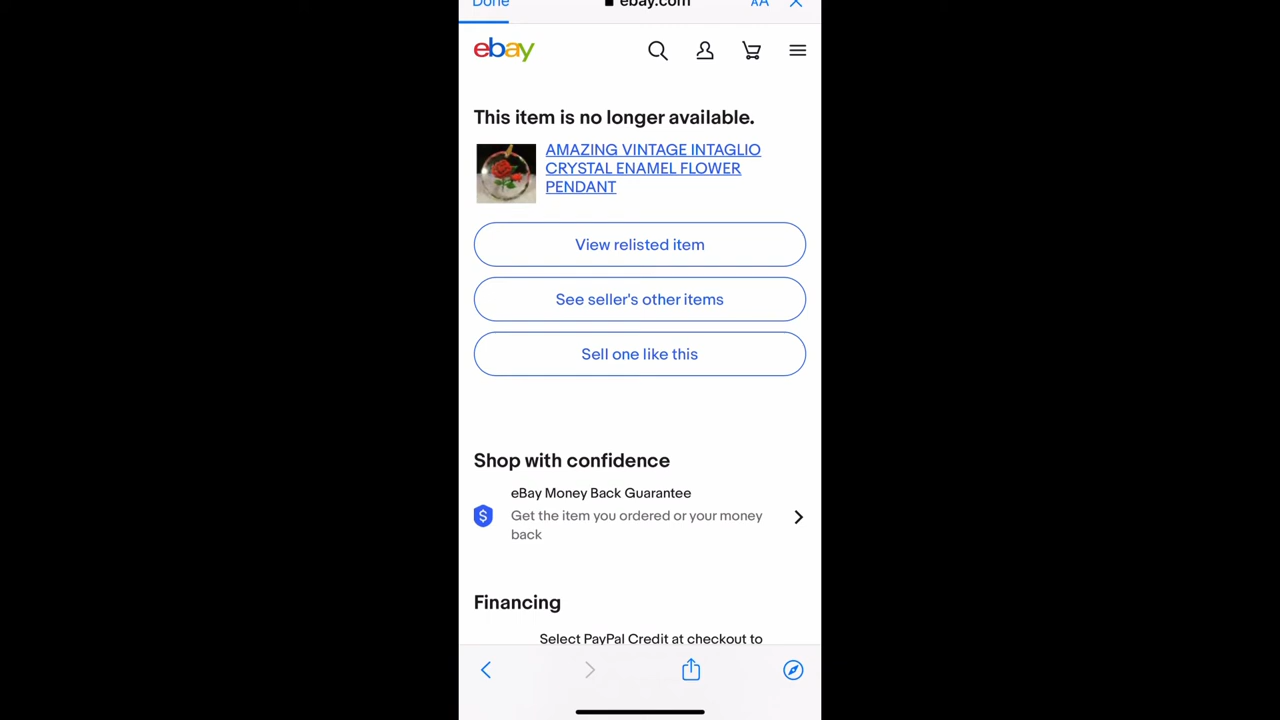 Done
ebay.com
AA
ebay
This item is no longer available.
AMAZING VINTAGE INTAGLIO
CRYSTAL ENAMEL FLOWER
PENDANT
View relisted item
See seller's other items
Sell one like this
Shop with confidence
eBay Money Back Guarantee
$
Get the item you ordered or your money
back
Financing
Select PayPal Credit at checkout to